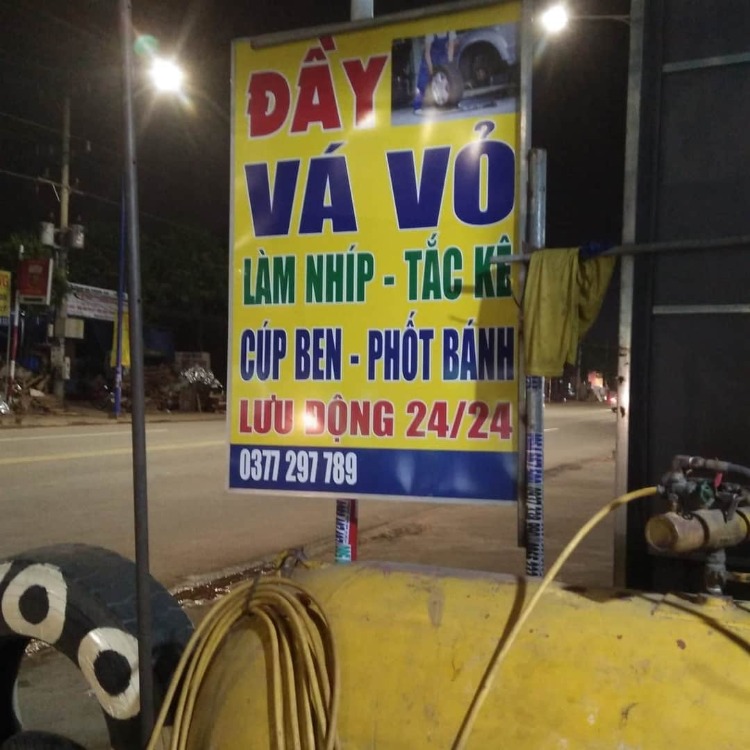 ĐẦY
VÁ VỎ
LÀM NHÍP - TẮC KÊ
CÚP BEN - PHỐT BÁNH
LƯU ĐỘNG 24/24
0377 297 789